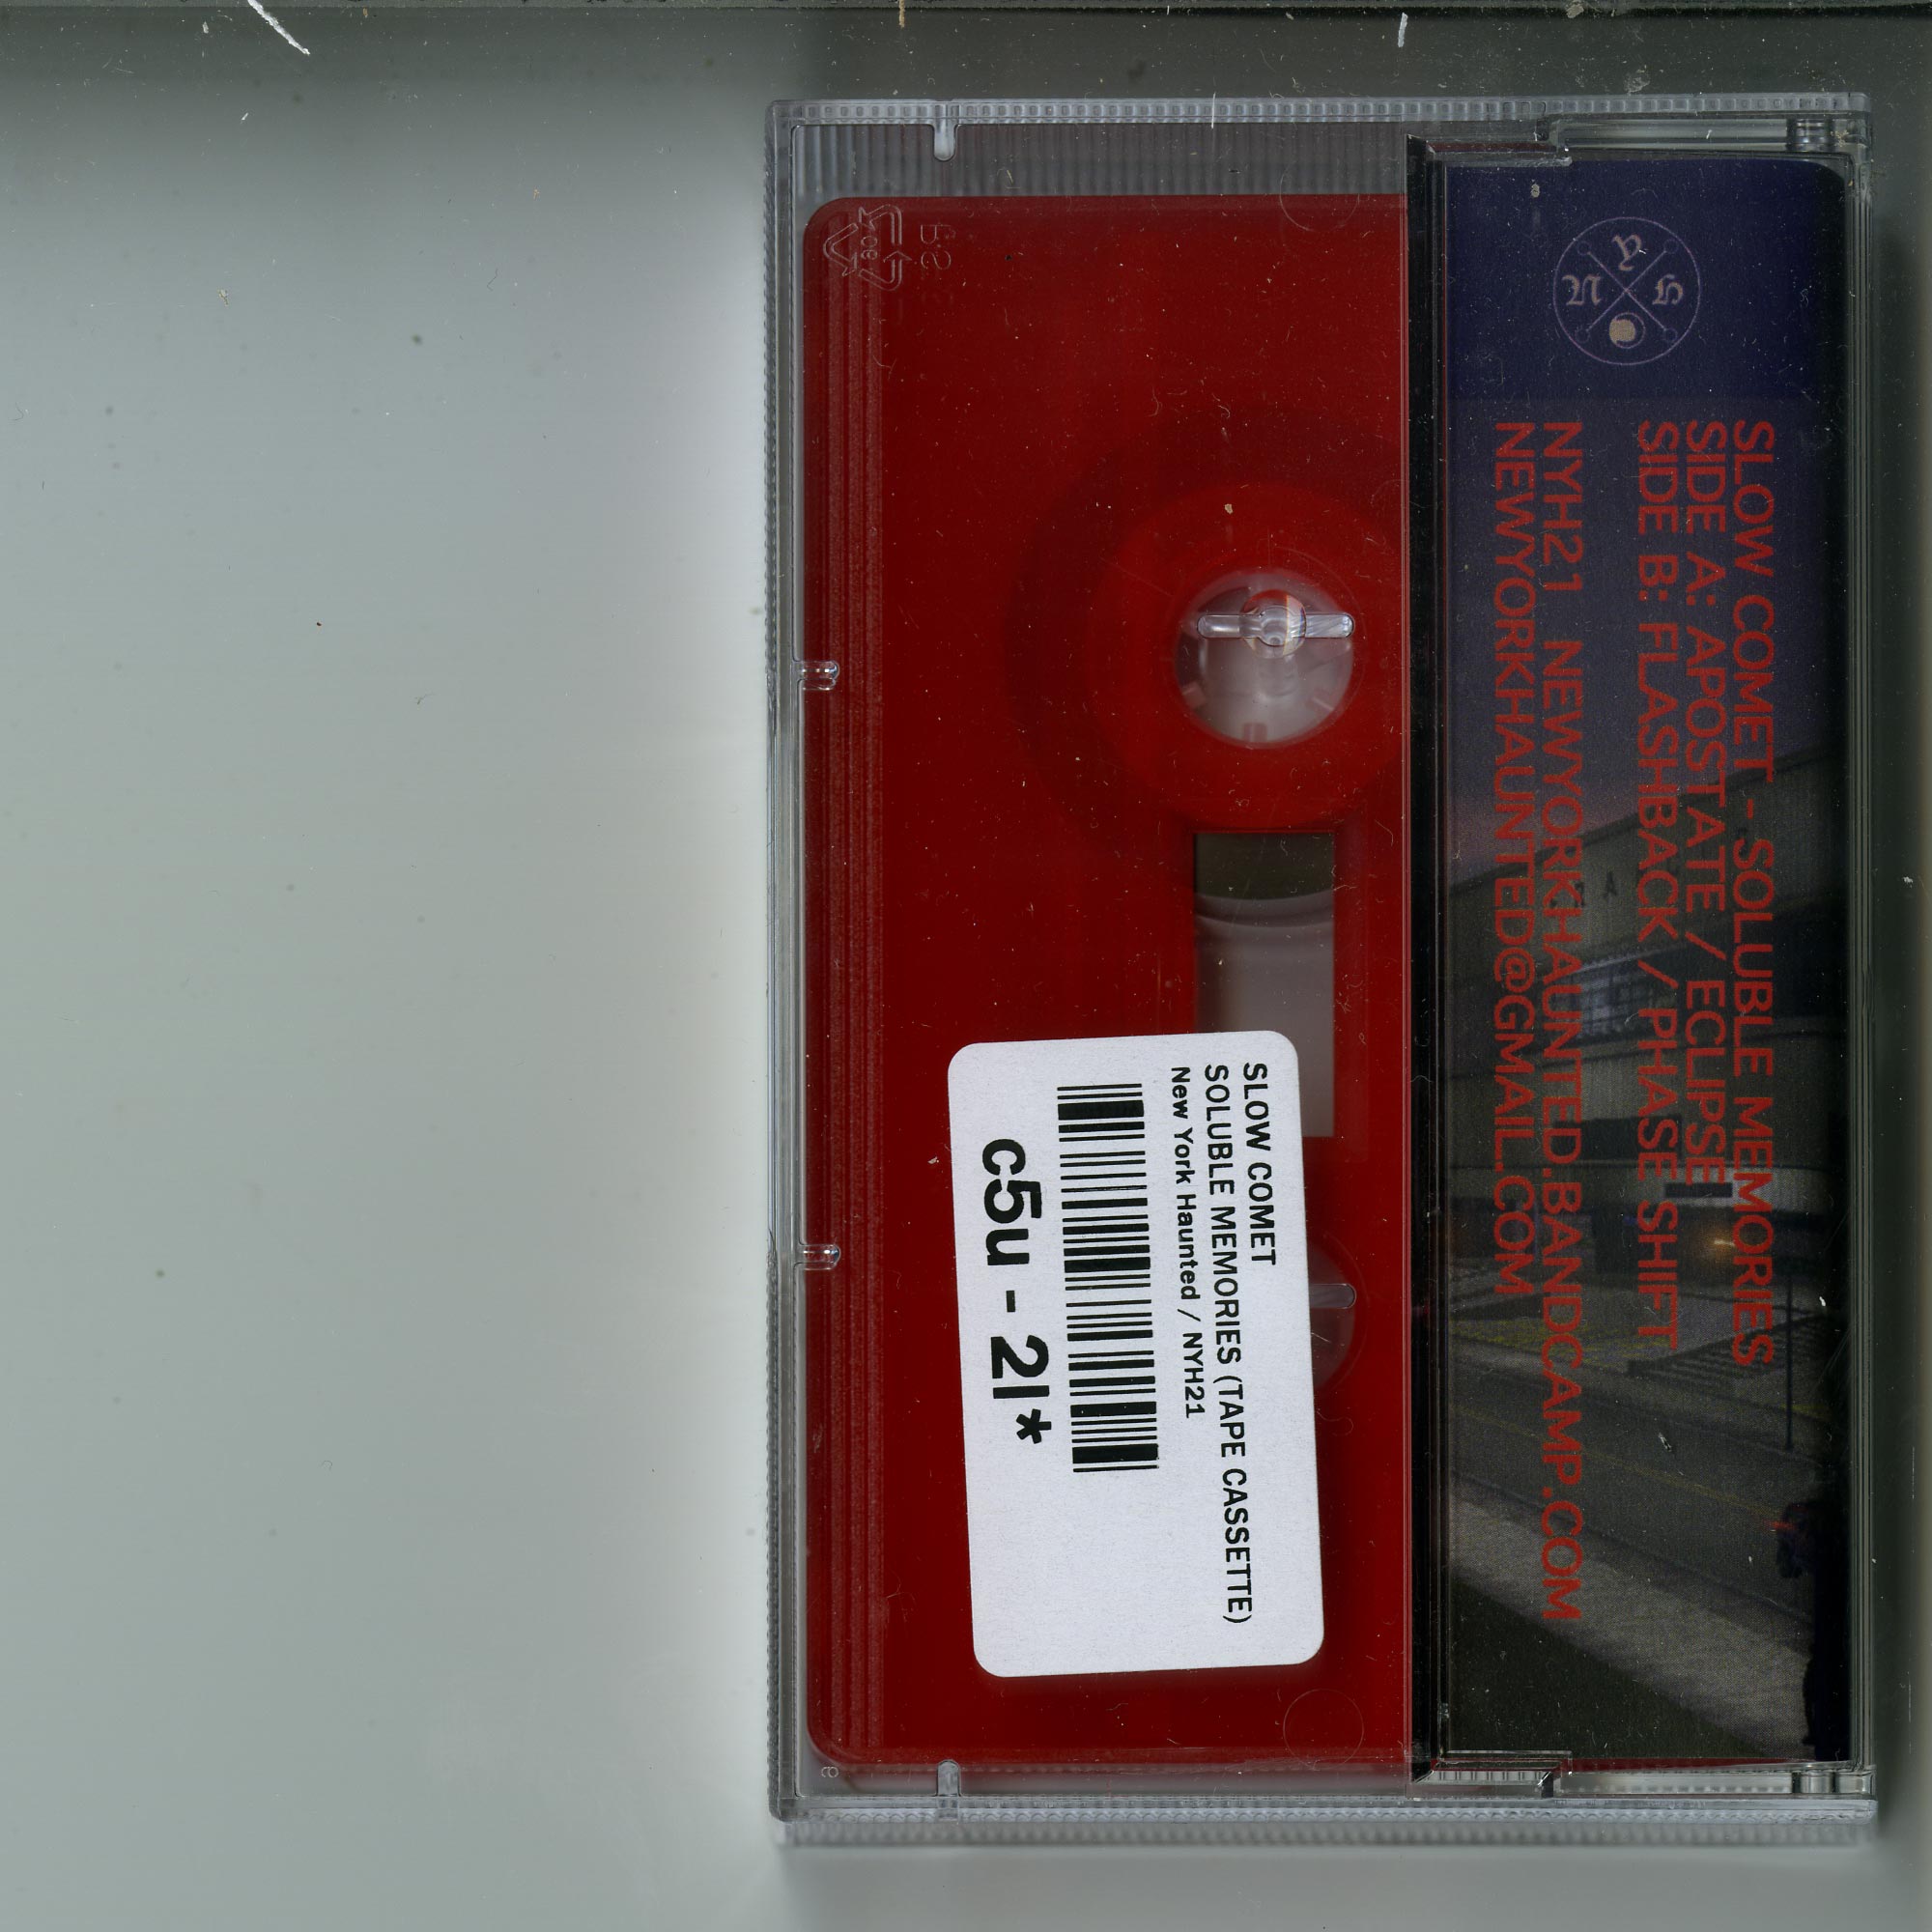 SLOW COMET - SOLUBLE MEMORIES
SIDE A: APOSTATE / ECLIPSE
SIDE B: FLASHBACK / PHASE SHIFT
NYH21 NEWYORKHAUNTED.BANDCAMP.COM
NEWYORKHAUNTED@GMAIL.COM
SLOW COMET
SOLUBLE MEMORIES (TAPE CASSETTE)
New York Haunted / NYH21
c5u - 2l*